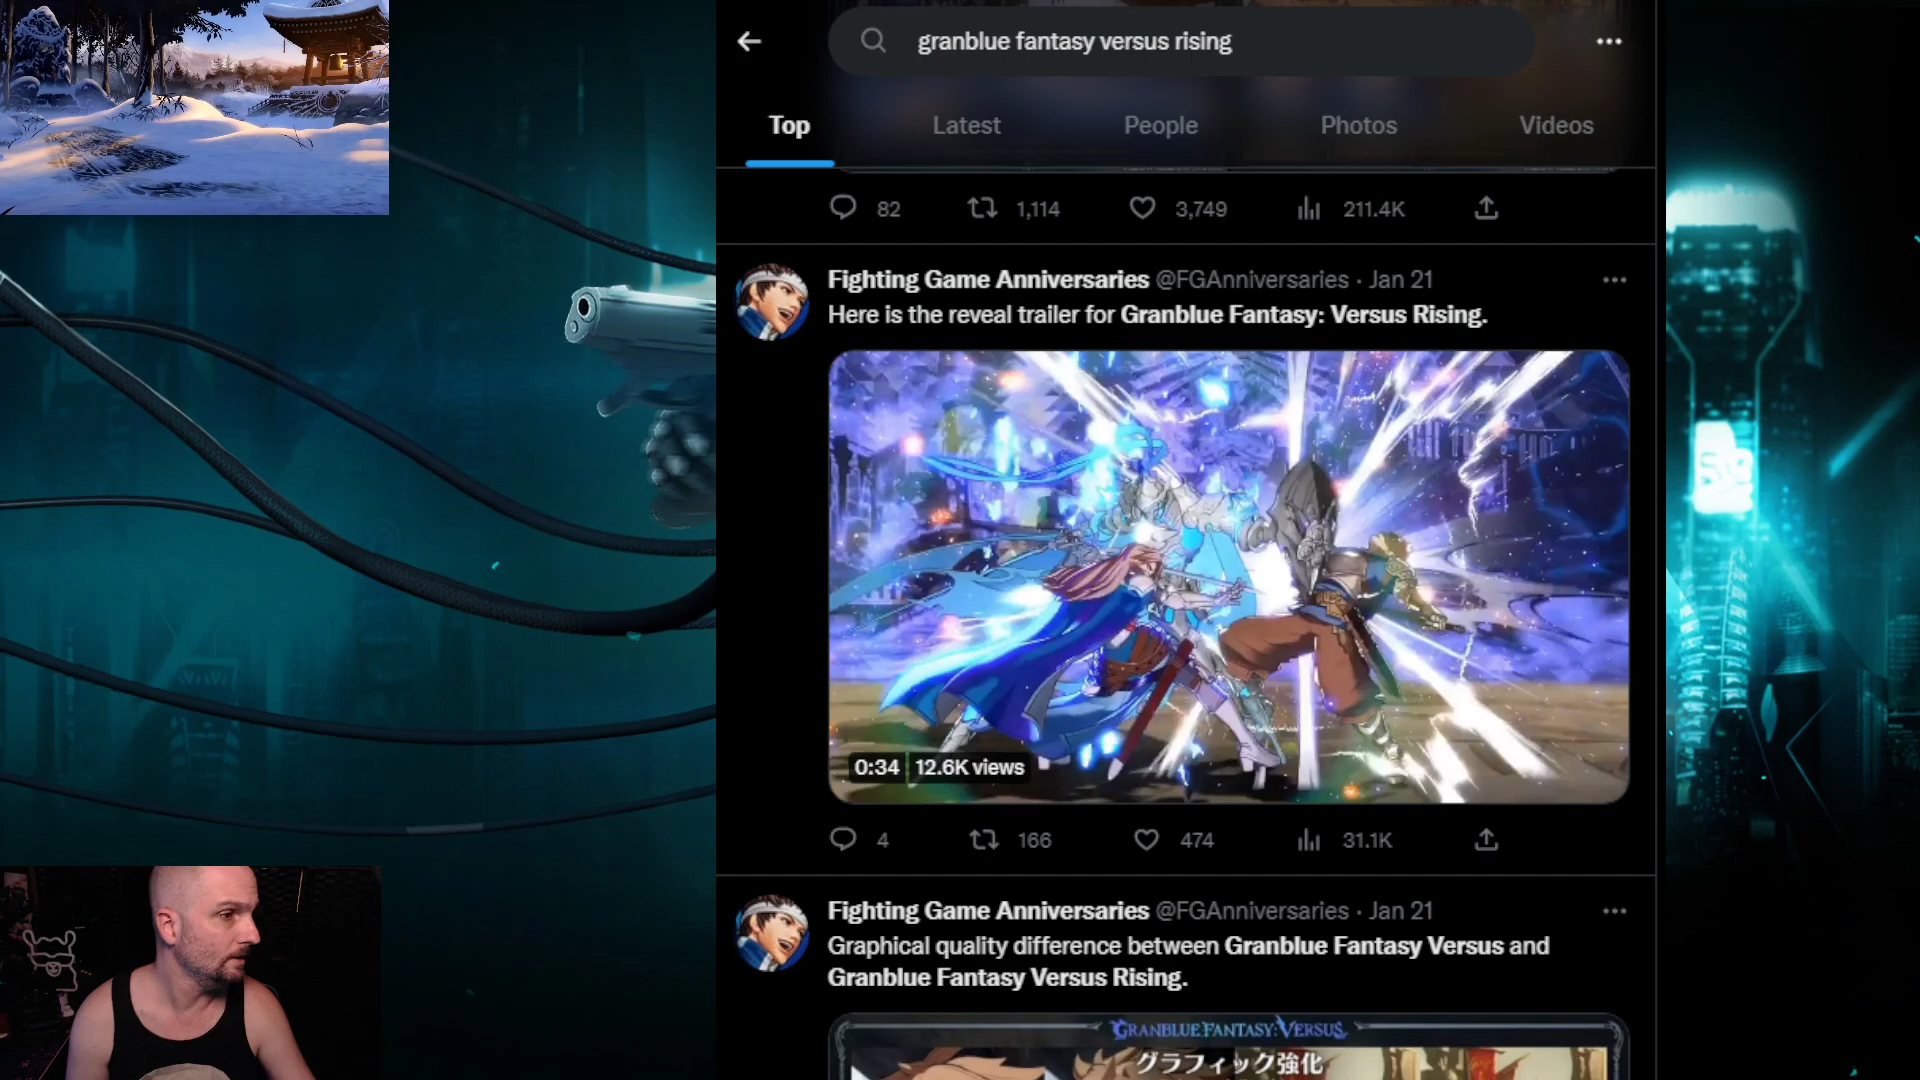 granblue fantasy versus rising
Top Latest People Photos Videos
82 1,114 3,749 211.4K
Fighting Game Anniversaries @FGAnniversaries · Jan 21
Here is the reveal trailer for Granblue Fantasy: Versus Rising.
0:34 12.6K views
4 166 474 31.1K
Fighting Game Anniversaries @FGAnniversaries · Jan 21
Graphical quality difference between Granblue Fantasy Versus and
Granblue Fantasy Versus Rising.
GRANBLUE FANTASY: VERSUS
グラフィック強化